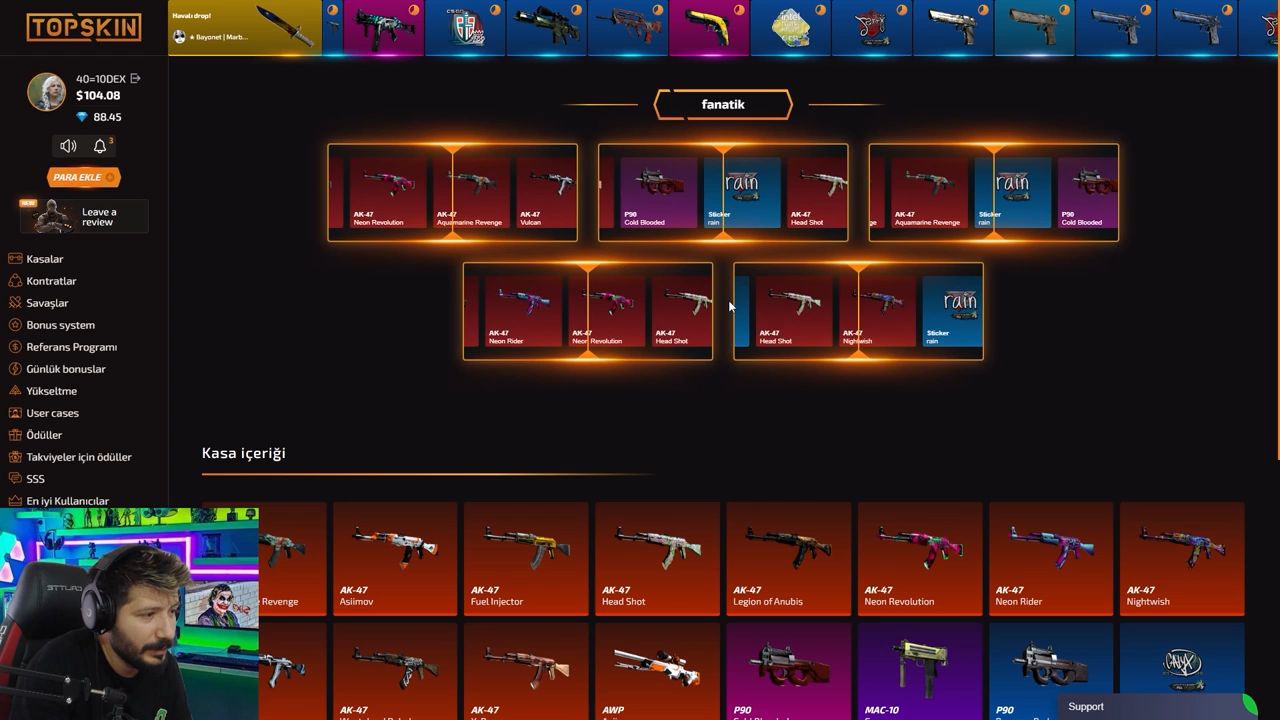 TOPSKIN
Havalı drop!
★ Bayonet | Marb...
40=10DEX
$104.08
88.45
3
PARA EKLE
NEW
Leave a
review
Kasalar
Kontratlar
Savaşlar
Bonus system
Referans Programı
Günlük bonuslar
Yükseltme
User cases
Ödüller
Takviyeler için ödüller
SSS
En iyi Kullanıcılar
fanatik
AK-47
Neon Revolution
AK-47
Aquamarine Revenge
AK-47
Vulcan
P90
Cold Blooded
Sticker
rain
AK-47
Head Shot
ge
AK-47
Aquamarine Revenge
Sticker
rain
P90
Cold Blooded
AK-47
Neon Rider
AK-47
Neon Revolution
AK-47
Head Shot
AK-47
Head Shot
AK-47
Nightwish
Sticker
rain
Kasa içeriği
Revenge
AK-47
Asiimov
AK-47
Fuel Injector
AK-47
Head Shot
AK-47
Legion of Anubis
AK-47
Neon Revolution
AK-47
Neon Rider
AK-47
Nightwish
AK-47
AK-47
AWP
P90
MAC-10
P90
Support